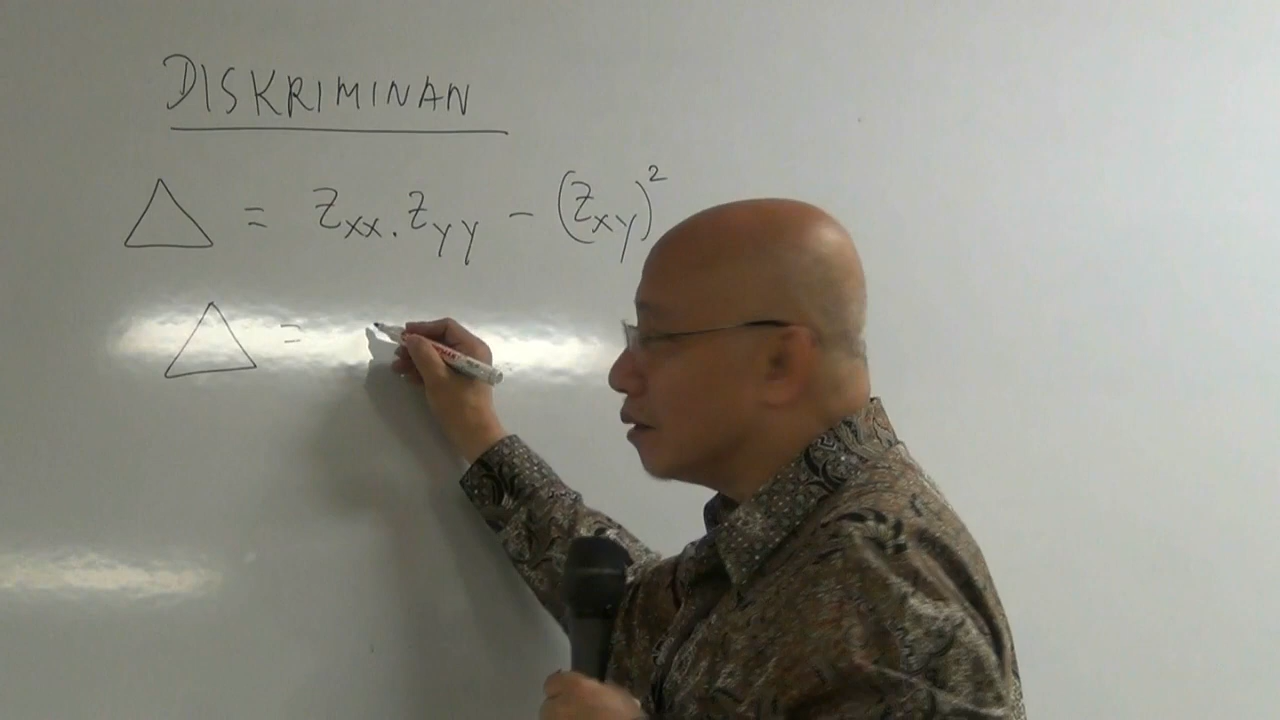 DISKRIMINAN
△ = Zxx . Zyy - (Zxy)²
△ =